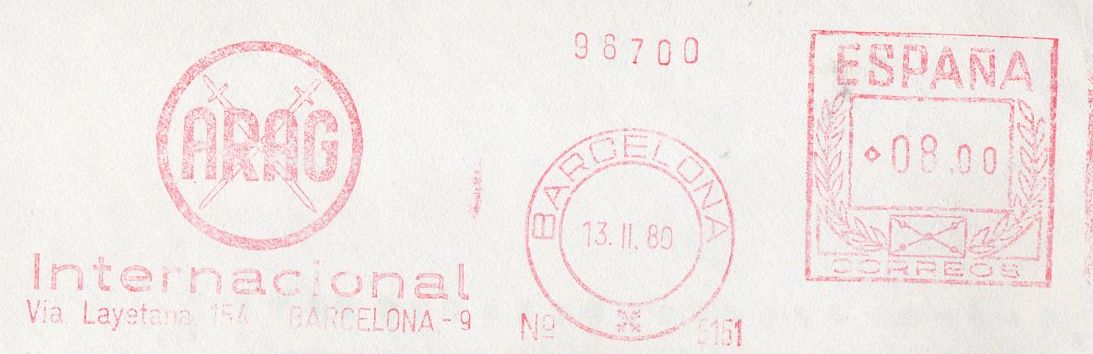 ARAG
Internacional
Via Layetana 154 BARCELONA - 9
96700
BARCELONA
13. II. 80
Nº 5151
ESPAÑA
08.00
CORREOS